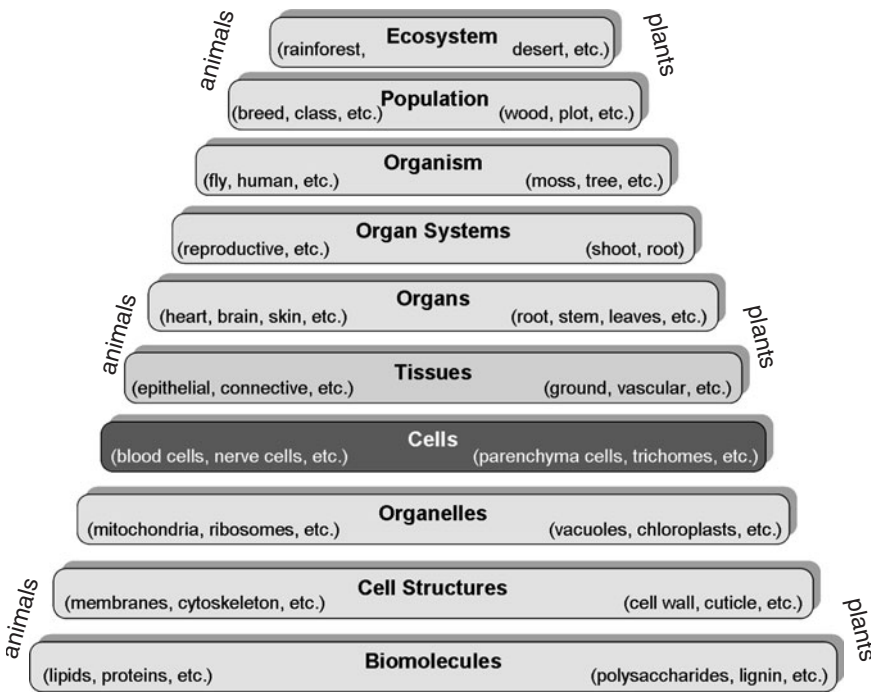 animals
plants
Ecosystem
(rainforest, desert, etc.)
Population
(breed, class, etc.) (wood, plot, etc.)
Organism
(fly, human, etc.) (moss, tree, etc.)
Organ Systems
(reproductive, etc.) (shoot, root)
animals
plants
Organs
(heart, brain, skin, etc.) (root, stem, leaves, etc.)
Tissues
(epithelial, connective, etc.) (ground, vascular, etc.)
Cells
(blood cells, nerve cells, etc.) (parenchyma cells, trichomes, etc.)
Organelles
(mitochondria, ribosomes, etc.) (vacuoles, chloroplasts, etc.)
animals
plants
Cell Structures
(membranes, cytoskeleton, etc.) (cell wall, cuticle, etc.)
Biomolecules
(lipids, proteins, etc.) (polysaccharides, lignin, etc.)